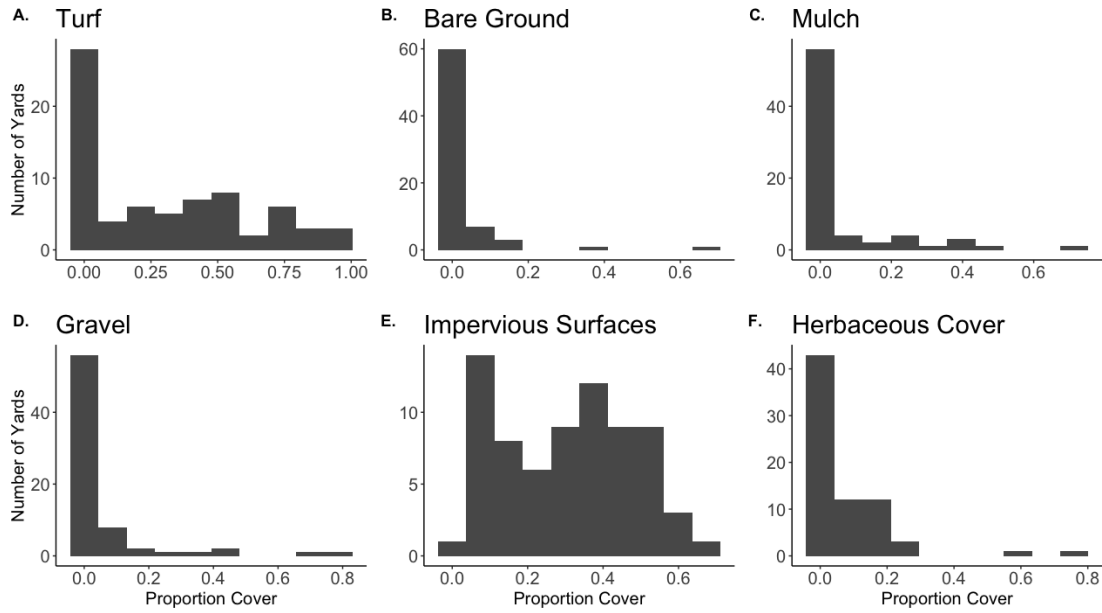 A. Turf
B. Bare Ground
C. Mulch
Number of Yards
20
10
0
0.00 0.25 0.50 0.75 1.00
60
40
20
0
0.0 0.2 0.4 0.6
40
20
0
0.0 0.2 0.4 0.6
D. Gravel
E. Impervious Surfaces
F. Herbaceous Cover
Number of Yards
40
20
0
0.0 0.2 0.4 0.6 0.8
Proportion Cover
10
5
0
0.0 0.2 0.4 0.6
Proportion Cover
40
30
20
10
0
0.0 0.2 0.4 0.6 0.8
Proportion Cover